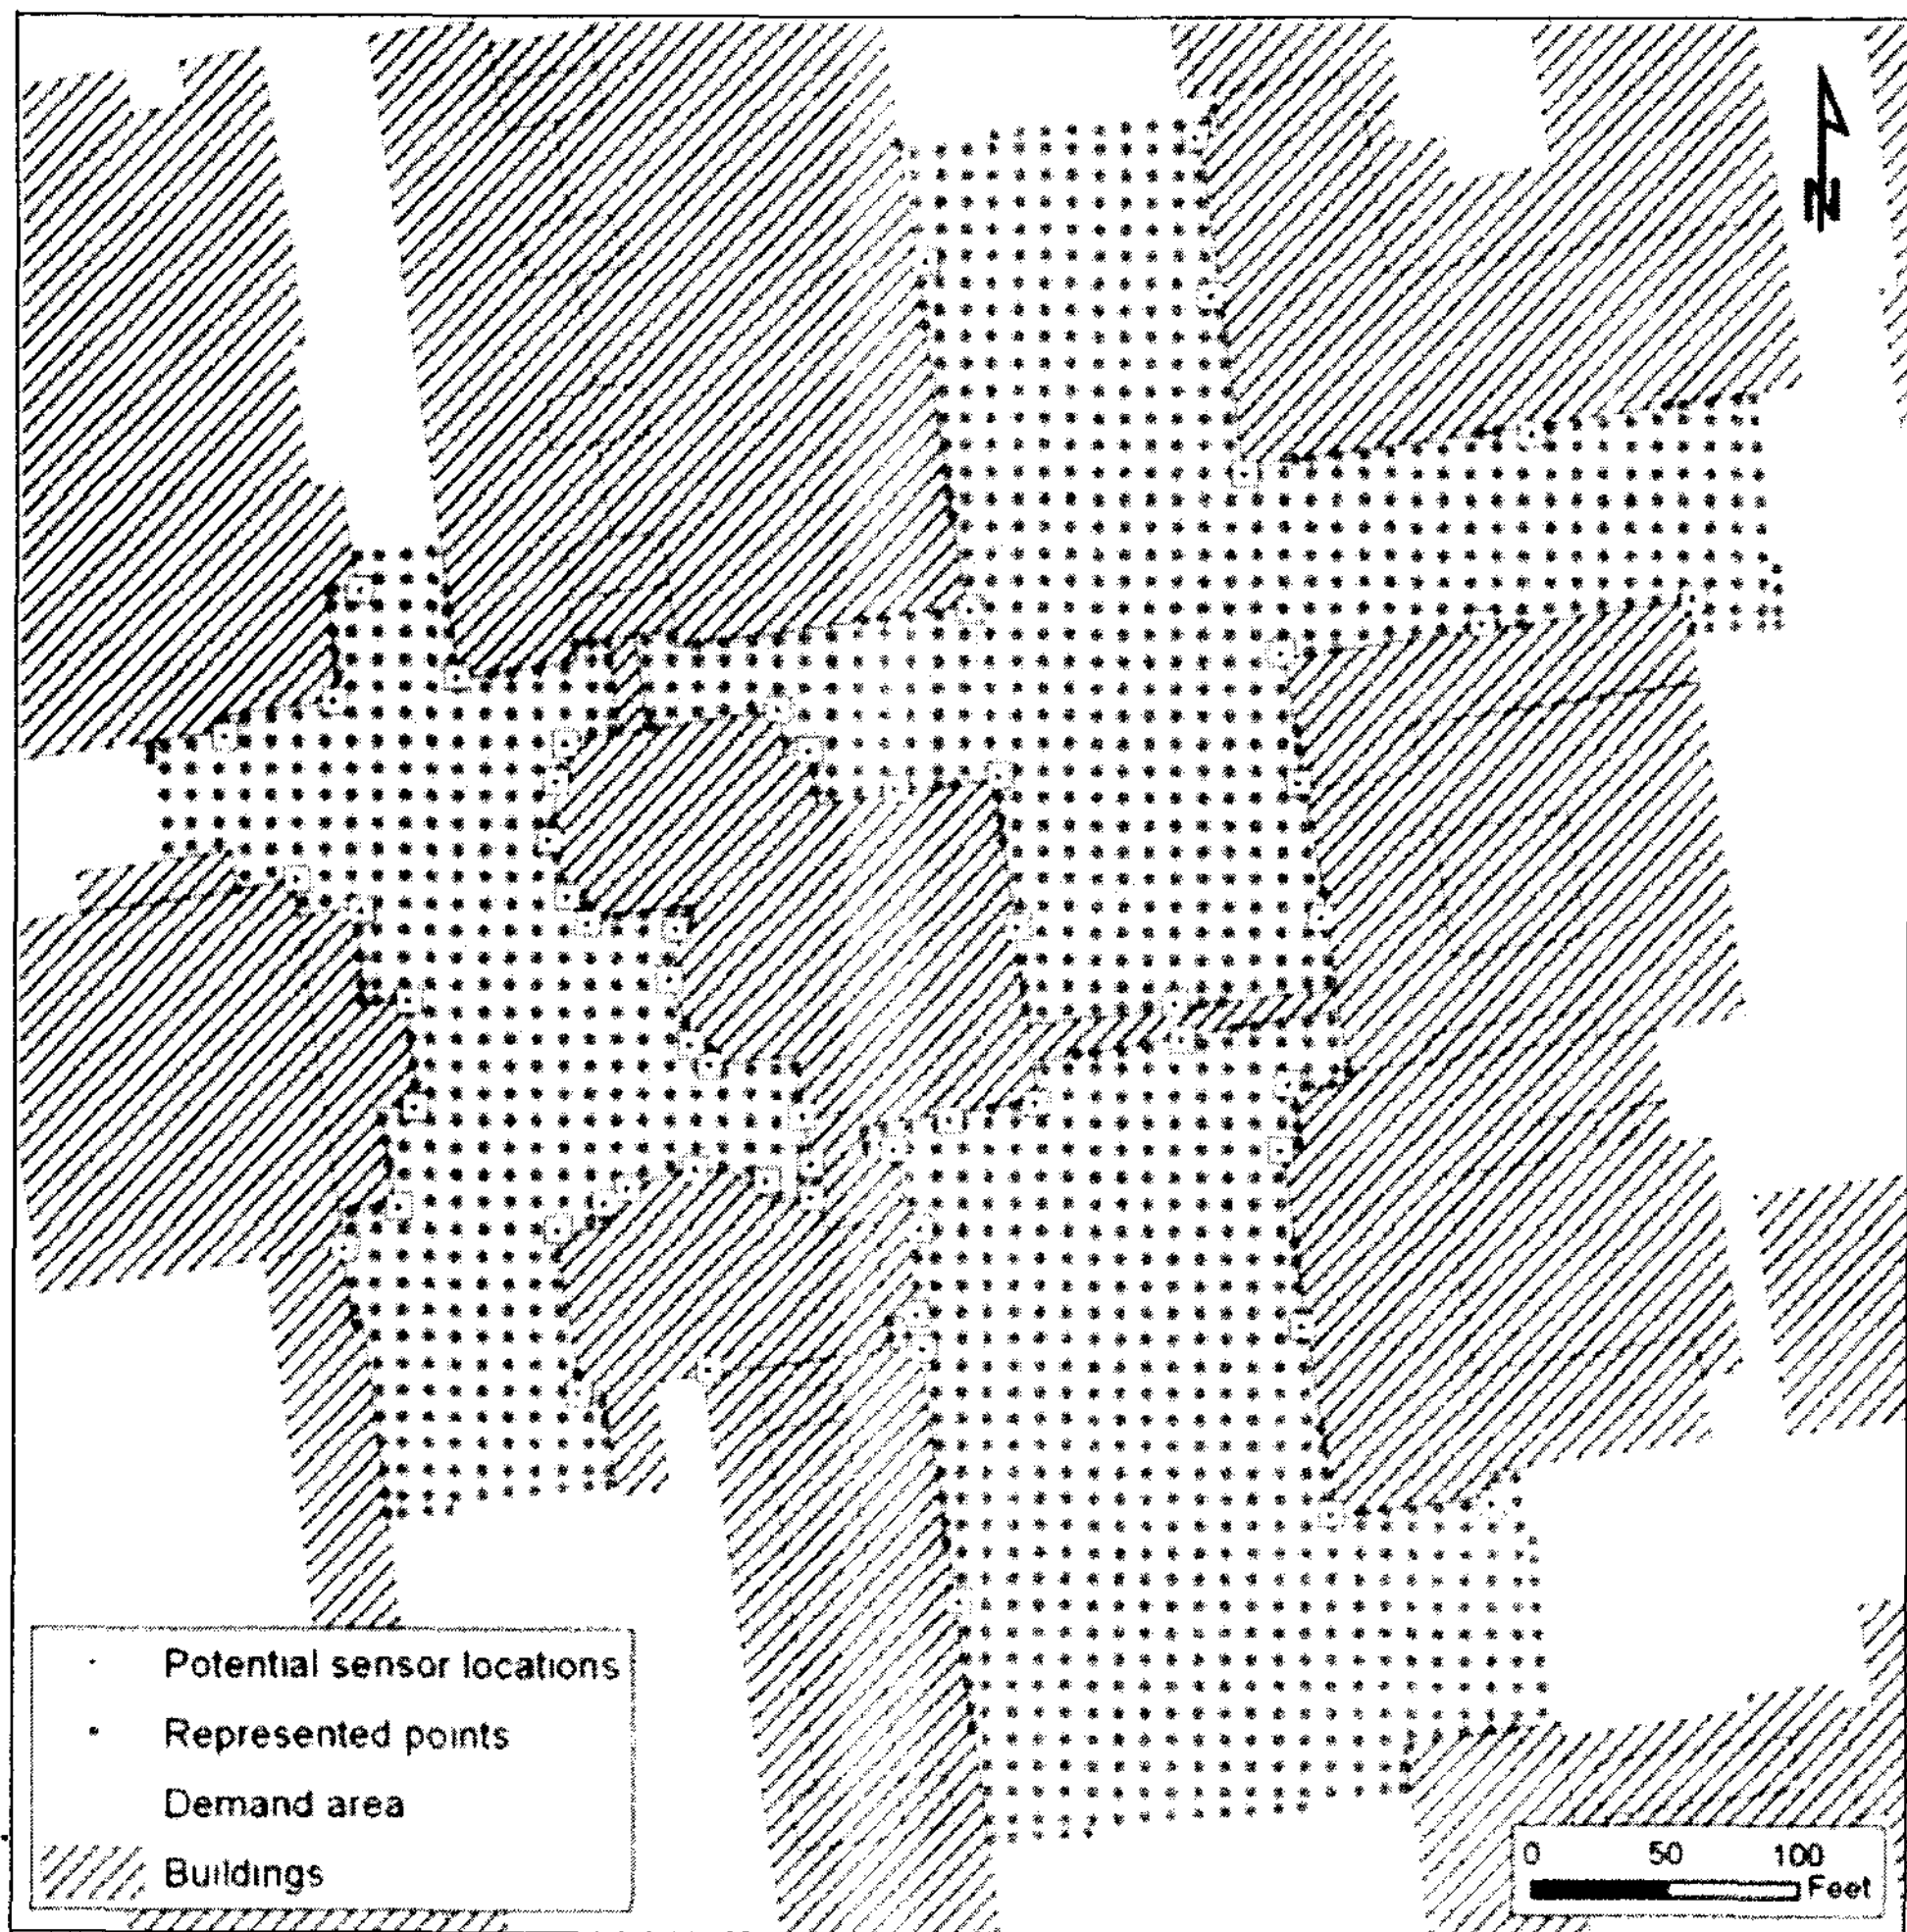 N
Potential sensor locations
Represented points
Demand area
Buildings
0 50 100
Feet